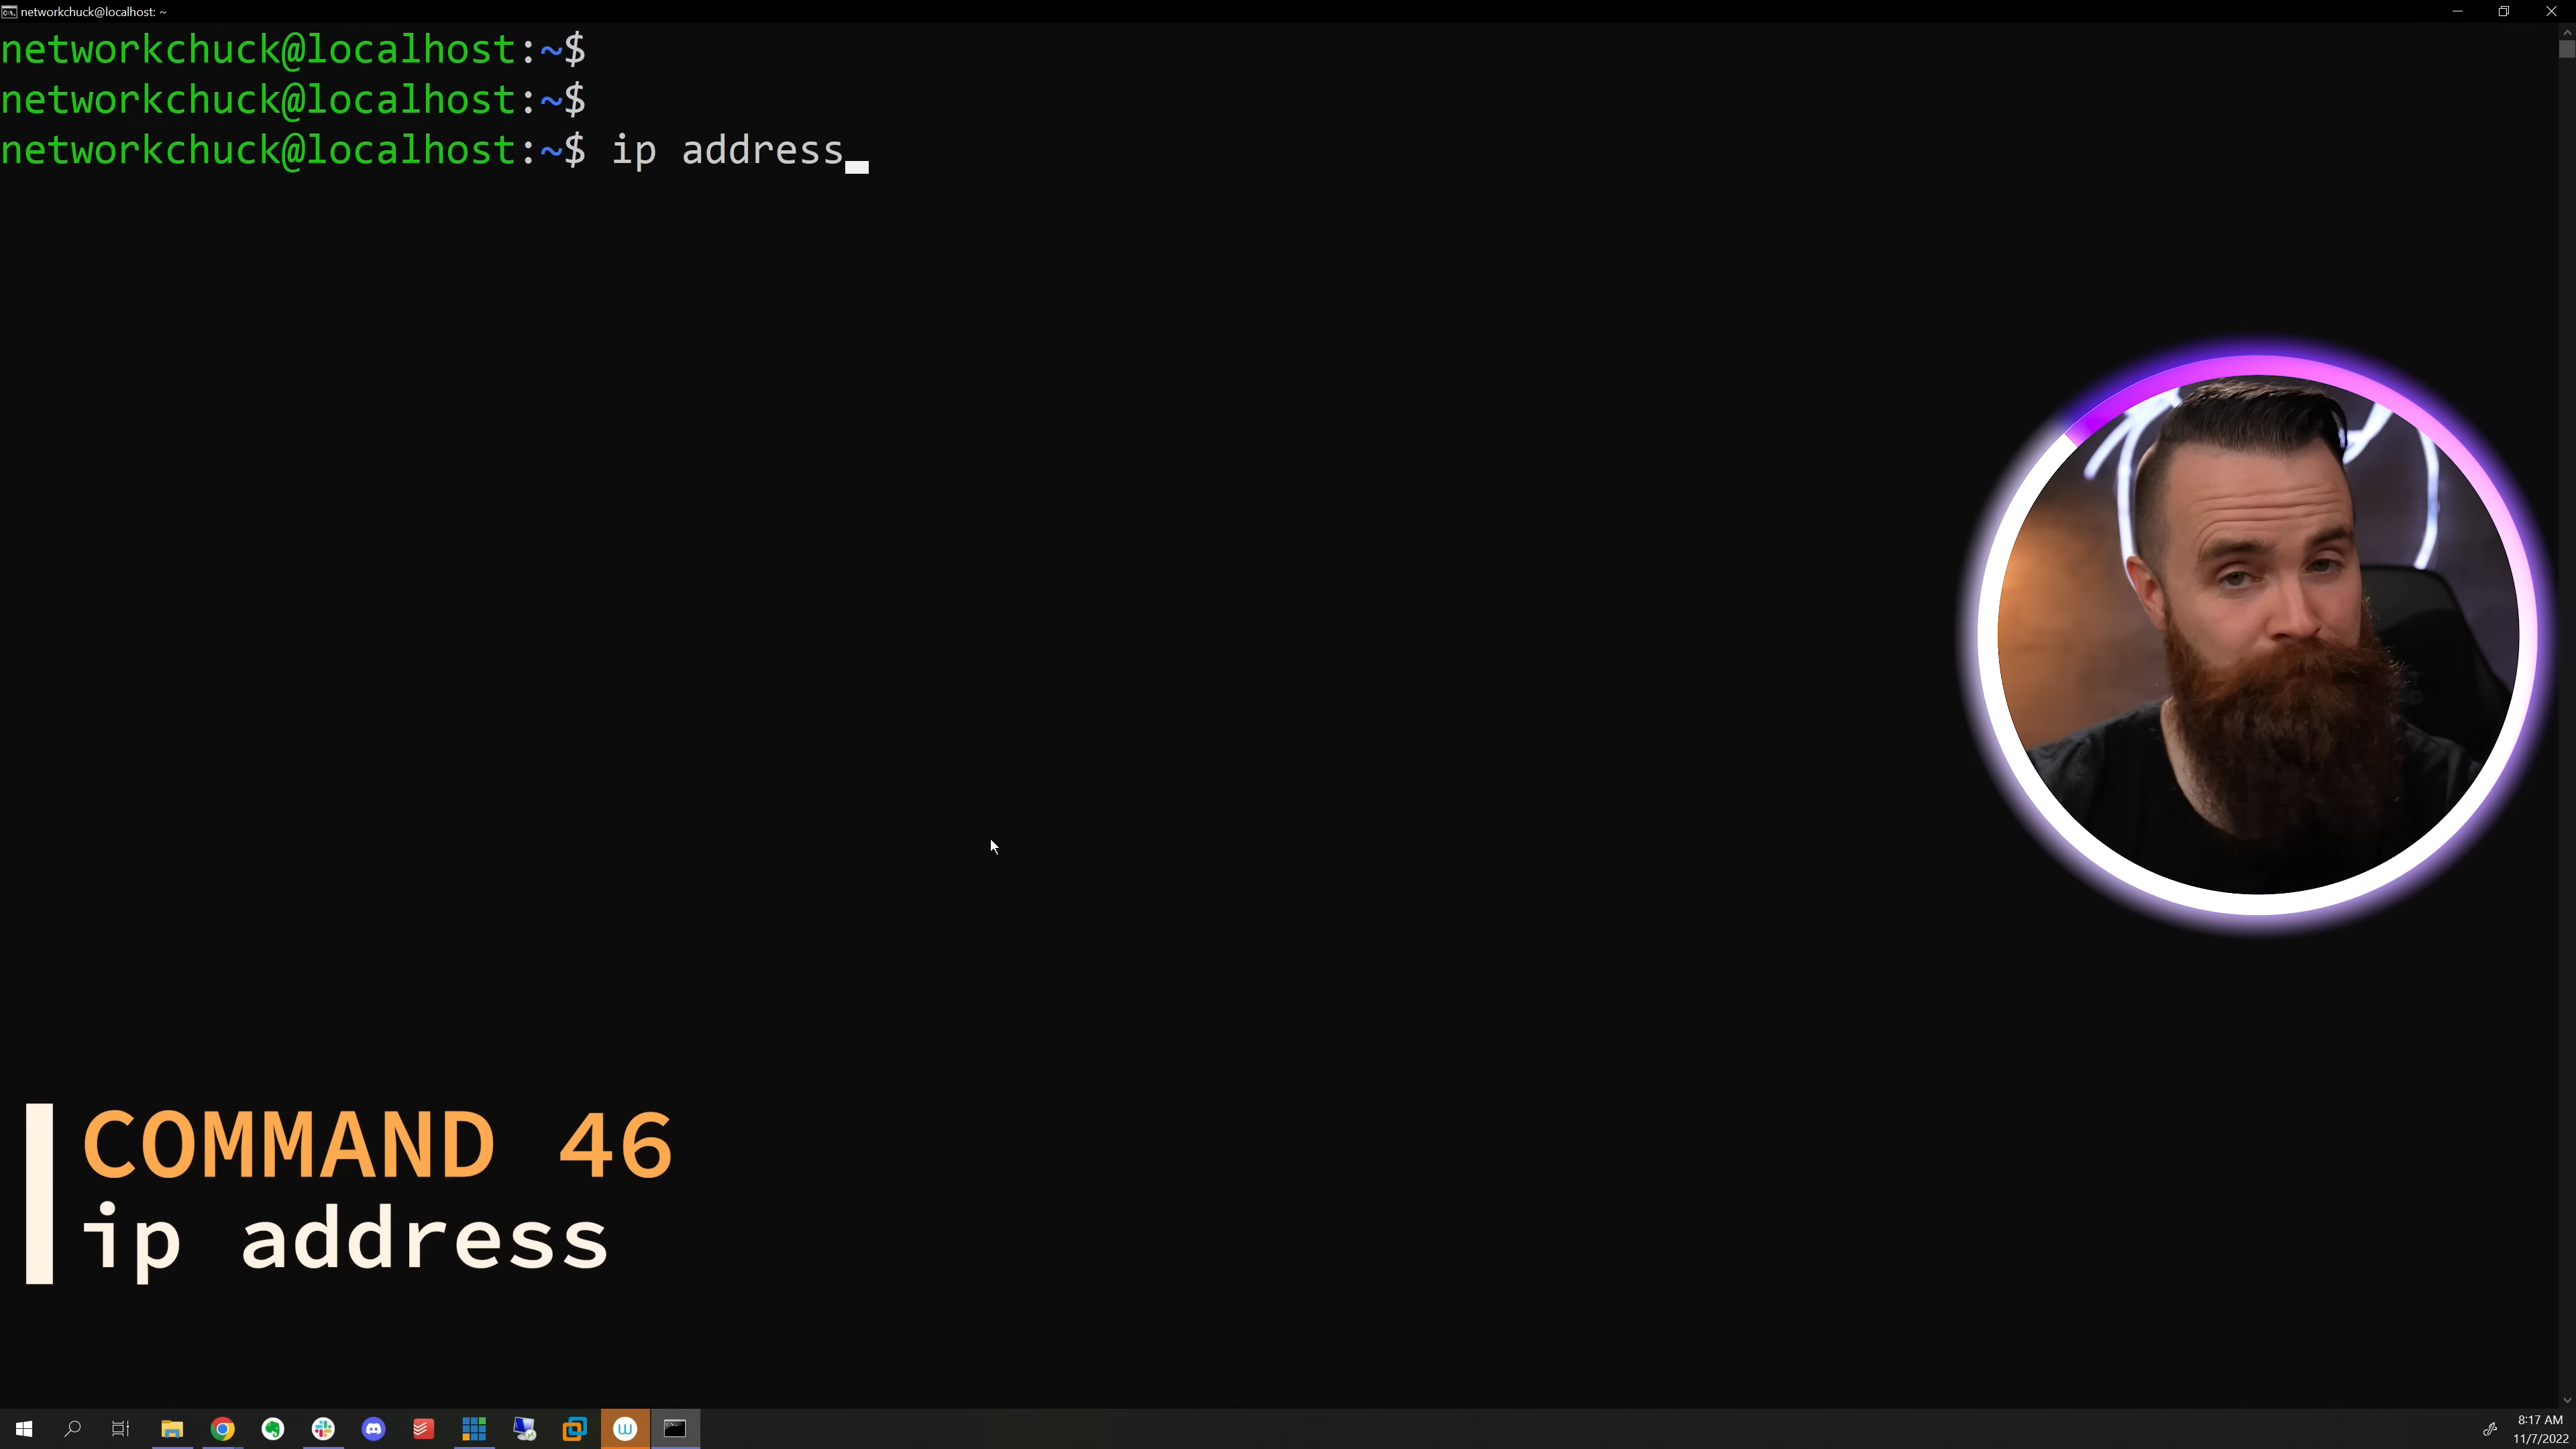 networkchuck@localhost: ~
networkchuck@localhost:~$
networkchuck@localhost:~$
networkchuck@localhost:~$ ip address
COMMAND 46
ip address
8:17 AM
11/7/2022